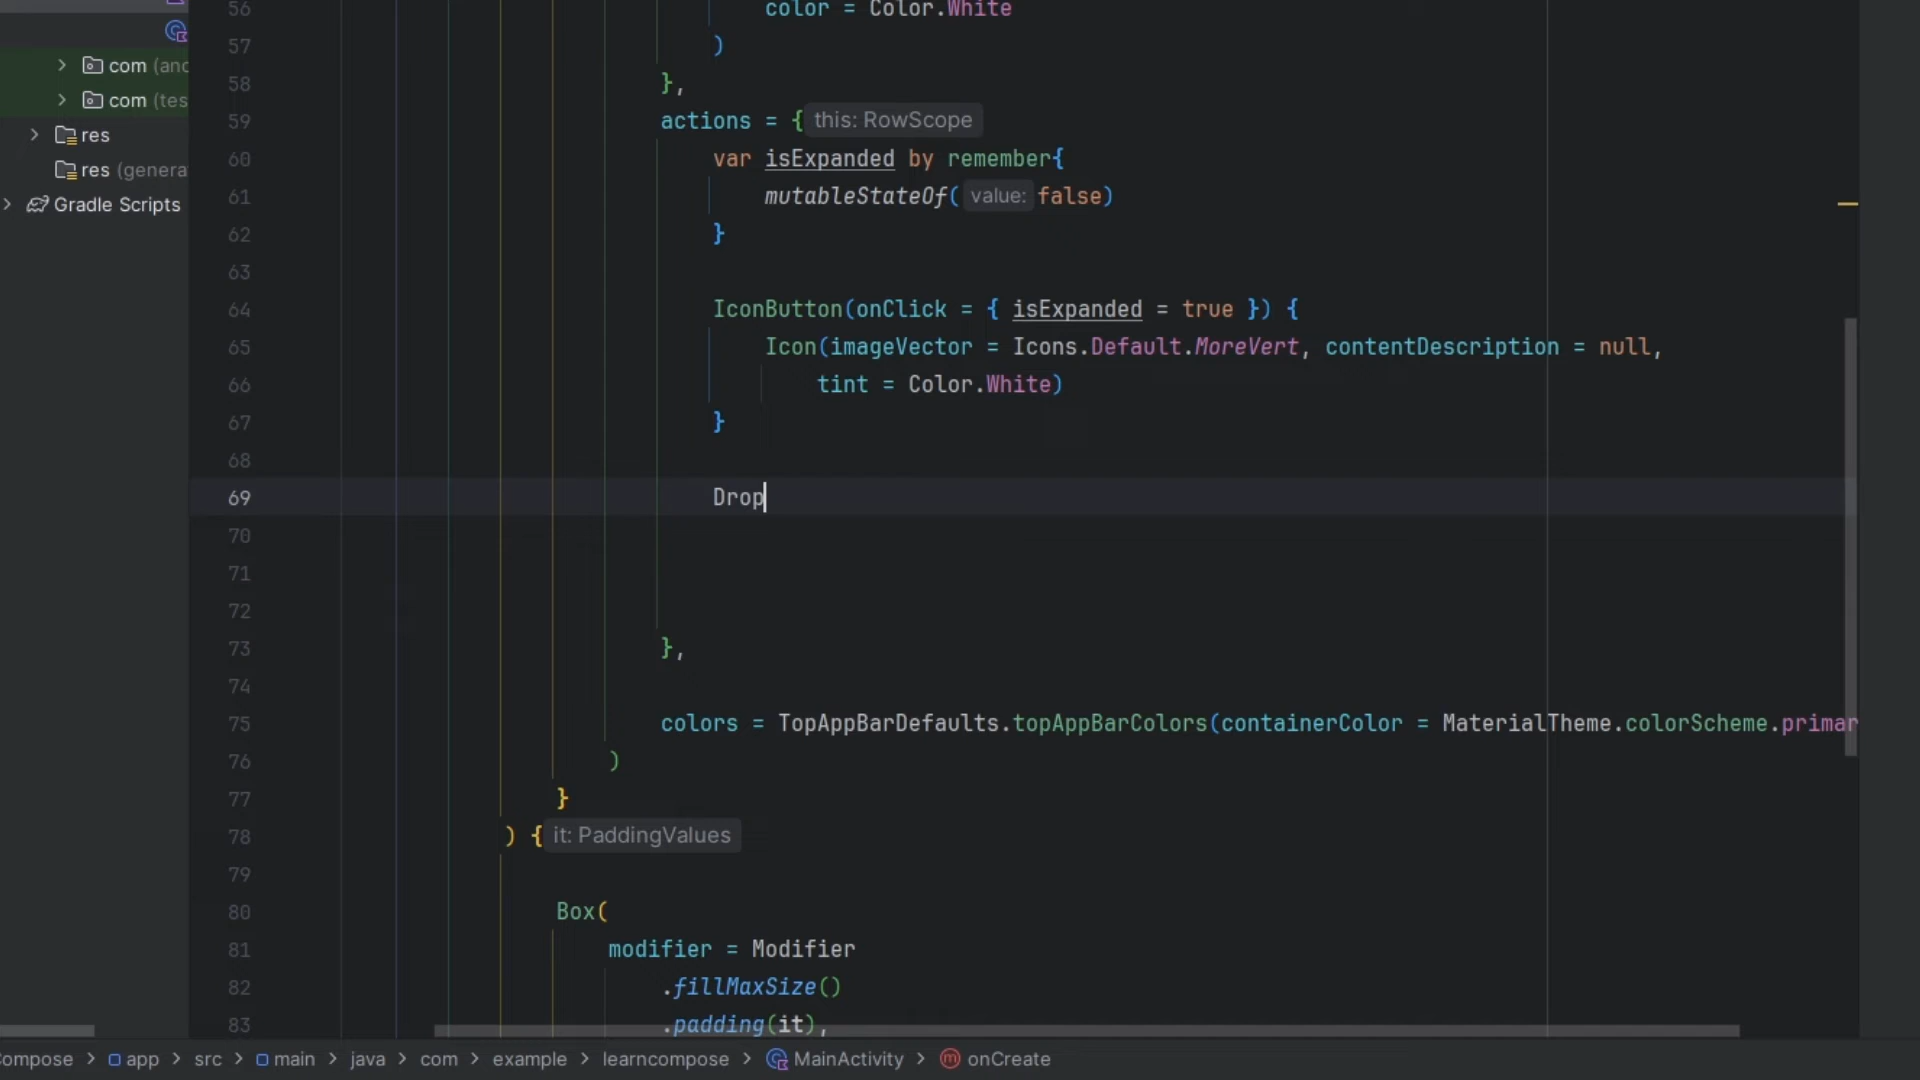 com (and
com (tes
res
res (genera
Gradle Scripts
56 color = Color.White
57 )
58 },
59 actions = { this: RowScope
60 var isExpanded by remember{
61 mutableStateOf( value: false)
62 }
63
64 IconButton(onClick = { isExpanded = true }) {
65 Icon(imageVector = Icons.Default.MoreVert, contentDescription = null,
66 tint = Color.White)
67 }
68
69 Drop
70
71
72
73 },
74
75 colors = TopAppBarDefaults.topAppBarColors(containerColor = MaterialTheme.colorScheme.primar
76 )
77 }
78 ) { it: PaddingValues
79
80 Box(
81 modifier = Modifier
82 .fillMaxSize()
83 .padding(it),
ompose > app > src > main > java > com > example > learncompose > MainActivity > onCreate